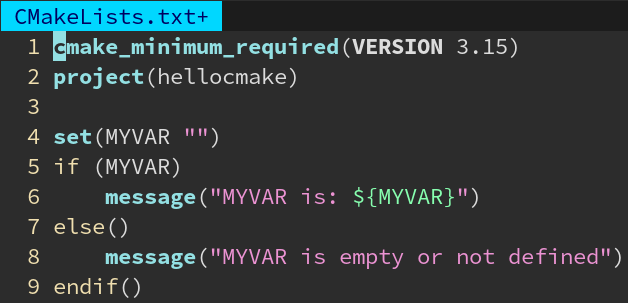 CMakeLists.txt+
1 cmake_minimum_required(VERSION 3.15)
2 project(hellocmake)
3
4 set(MYVAR "")
5 if (MYVAR)
6     message("MYVAR is: ${MYVAR}")
7 else()
8     message("MYVAR is empty or not defined")
9 endif()